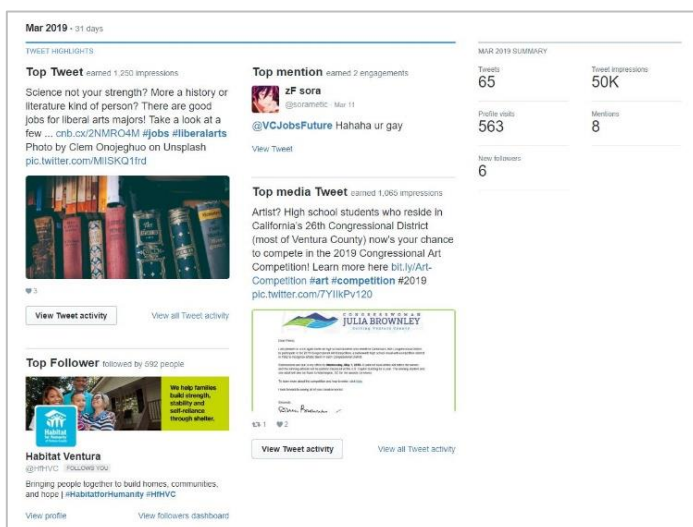 Mar 2019 • 31 days
TWEET HIGHLIGHTS
Top Tweet earned 1,250 impressions
Science not your strength? More a history or
literature kind of person? There are good
jobs for liberal arts majors! Take a look at a
few ... cnb.cx/2NMRO4M #jobs #liberalarts
Photo by Clem Onojeghuo on Unsplash
pic.twitter.com/MIISKQ1frd
3
View Tweet activity
View all Tweet activity
Top Follower followed by 592 people
We help families
build strength,
stability and
self-reliance
through shelter.
Habitat
for Humanity
Habitat Ventura
@HfHVC FOLLOWS YOU
Bringing people together to build homes, communities,
and hope | #HabitatforHumanity #HfHVC
View profile
View followers dashboard
Top mention earned 2 engagements
zF sora
@sorametic · Mar 11
@VCJobsFuture Hahaha ur gay
View Tweet
Top media Tweet earned 1,065 impressions
Artist? High school students who reside in
California's 26th Congressional District
(most of Ventura County) now's your chance
to compete in the 2019 Congressional Art
Competition! Learn more here bit.ly/Art-
Competition #art #competition #2019
pic.twitter.com/7YIIkPv120
CONGRESSWOMAN
JULIA BROWNLEY
1 2
View Tweet activity
View all Tweet activity
MAR 2019 SUMMARY
Tweets
65
Tweet impressions
50K
Profile visits
563
Mentions
8
New followers
6